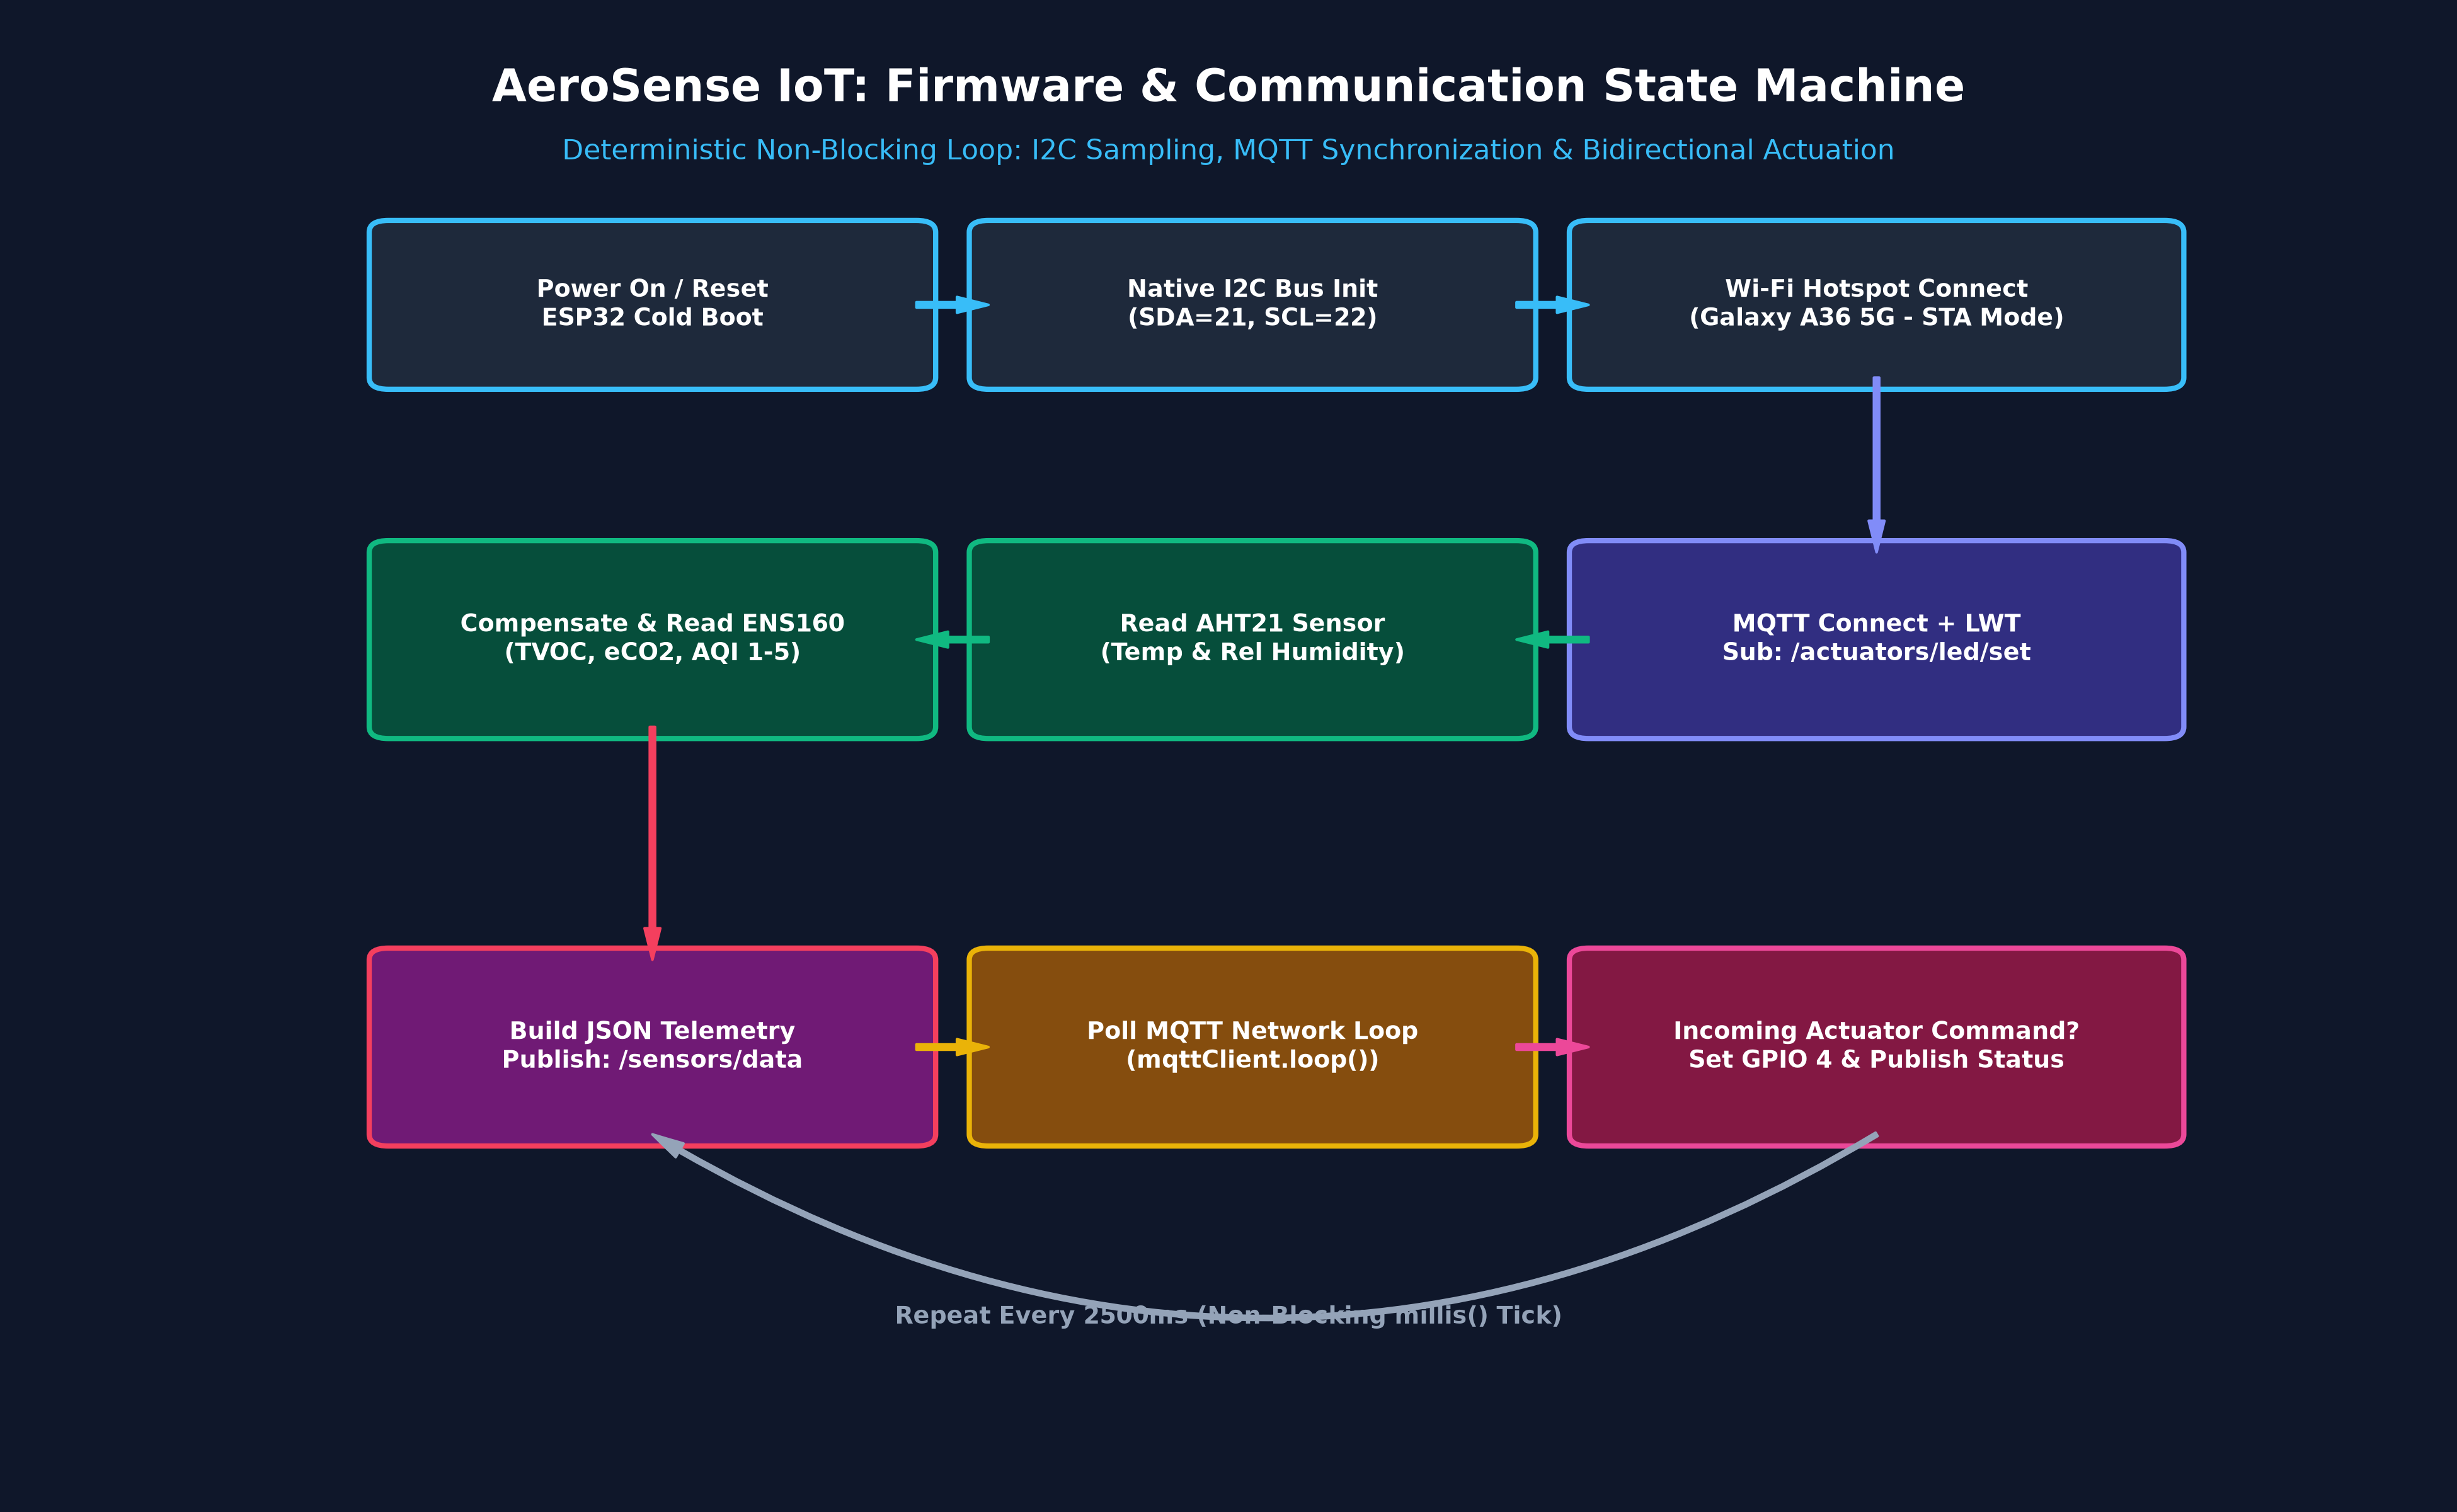 AeroSense IoT: Firmware & Communication State Machine
Deterministic Non-Blocking Loop: I2C Sampling, MQTT Synchronization & Bidirectional Actuation
Power On / Reset
ESP32 Cold Boot
Native I2C Bus Init
(SDA=21, SCL=22)
Wi-Fi Hotspot Connect
(Galaxy A36 5G - STA Mode)
Compensate & Read ENS160
(TVOC, eCO2, AQI 1-5)
Read AHT21 Sensor
(Temp & Rel Humidity)
MQTT Connect + LWT
Sub: /actuators/led/set
Build JSON Telemetry
Publish: /sensors/data
Poll MQTT Network Loop
(mqttClient.loop())
Incoming Actuator Command?
Set GPIO 4 & Publish Status
Repeat Every 2500ms (Non-Blocking millis() Tick)